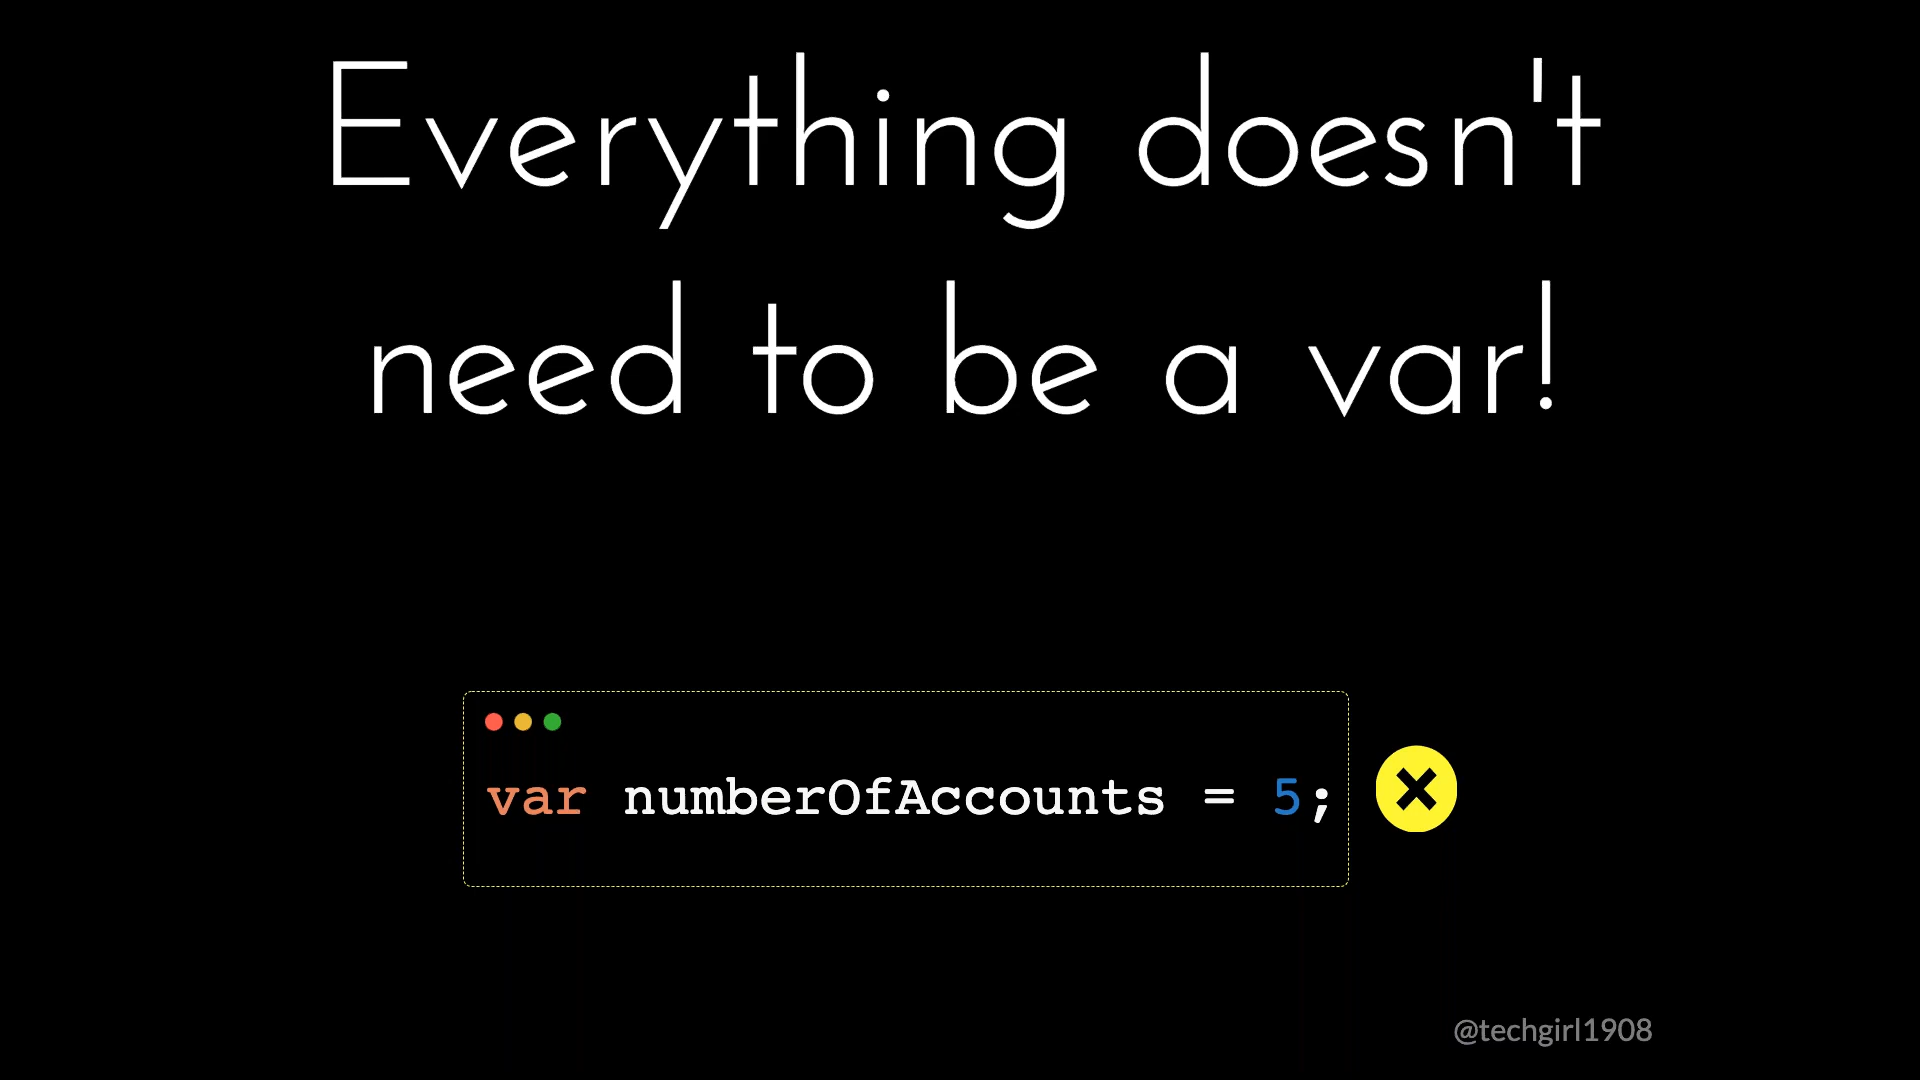 Everything doesn't
need to be a var!
var numberOfAccounts = 5;
@techgirl1908